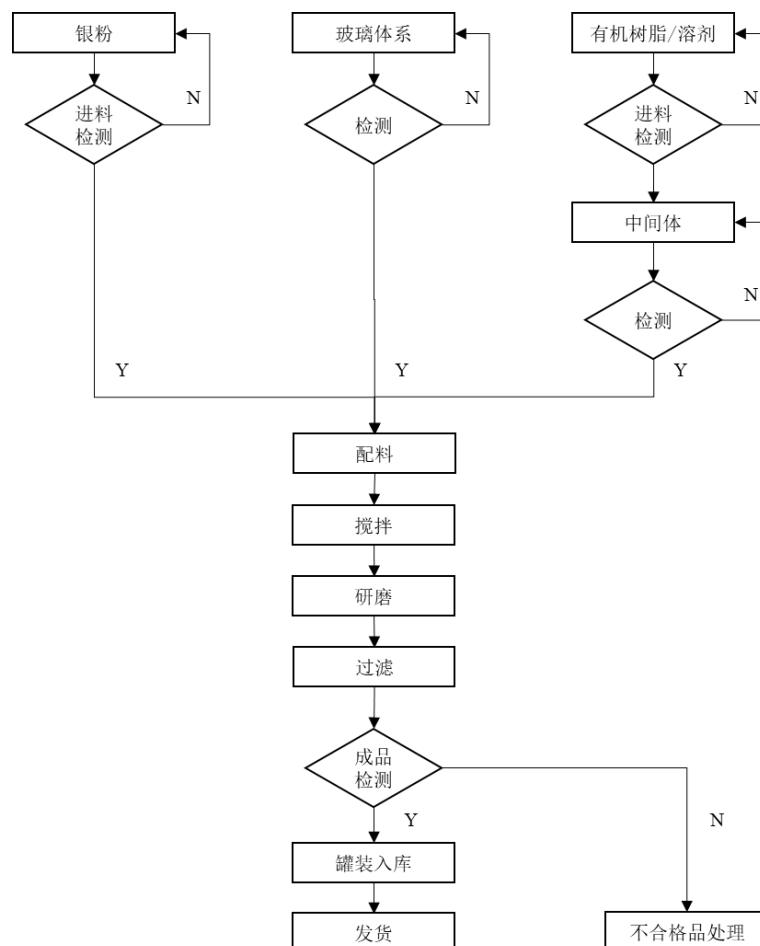 银粉
玻璃体系
有机树脂/溶剂
N
N
N
进料
检测
检测
进料
检测
中间体
N
检测
Y
Y
Y
配料
搅拌
研磨
过滤
成品
检测
Y
N
罐装入库
发货
不合格品处理